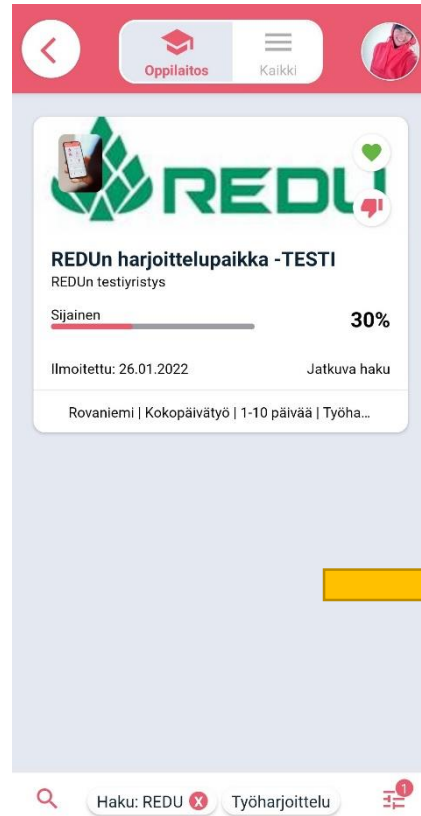 Oppilaitos
Kaikki
REDU
REDUn harjoittelupaikka -TESTI
REDUn testiyristys
Sijainen
30%
Ilmoitettu: 26.01.2022
Jatkuva haku
Rovaniemi | Kokopäivätyö | 1-10 päivää | Työha...
Haku: REDU X
Työharjoittelu
1